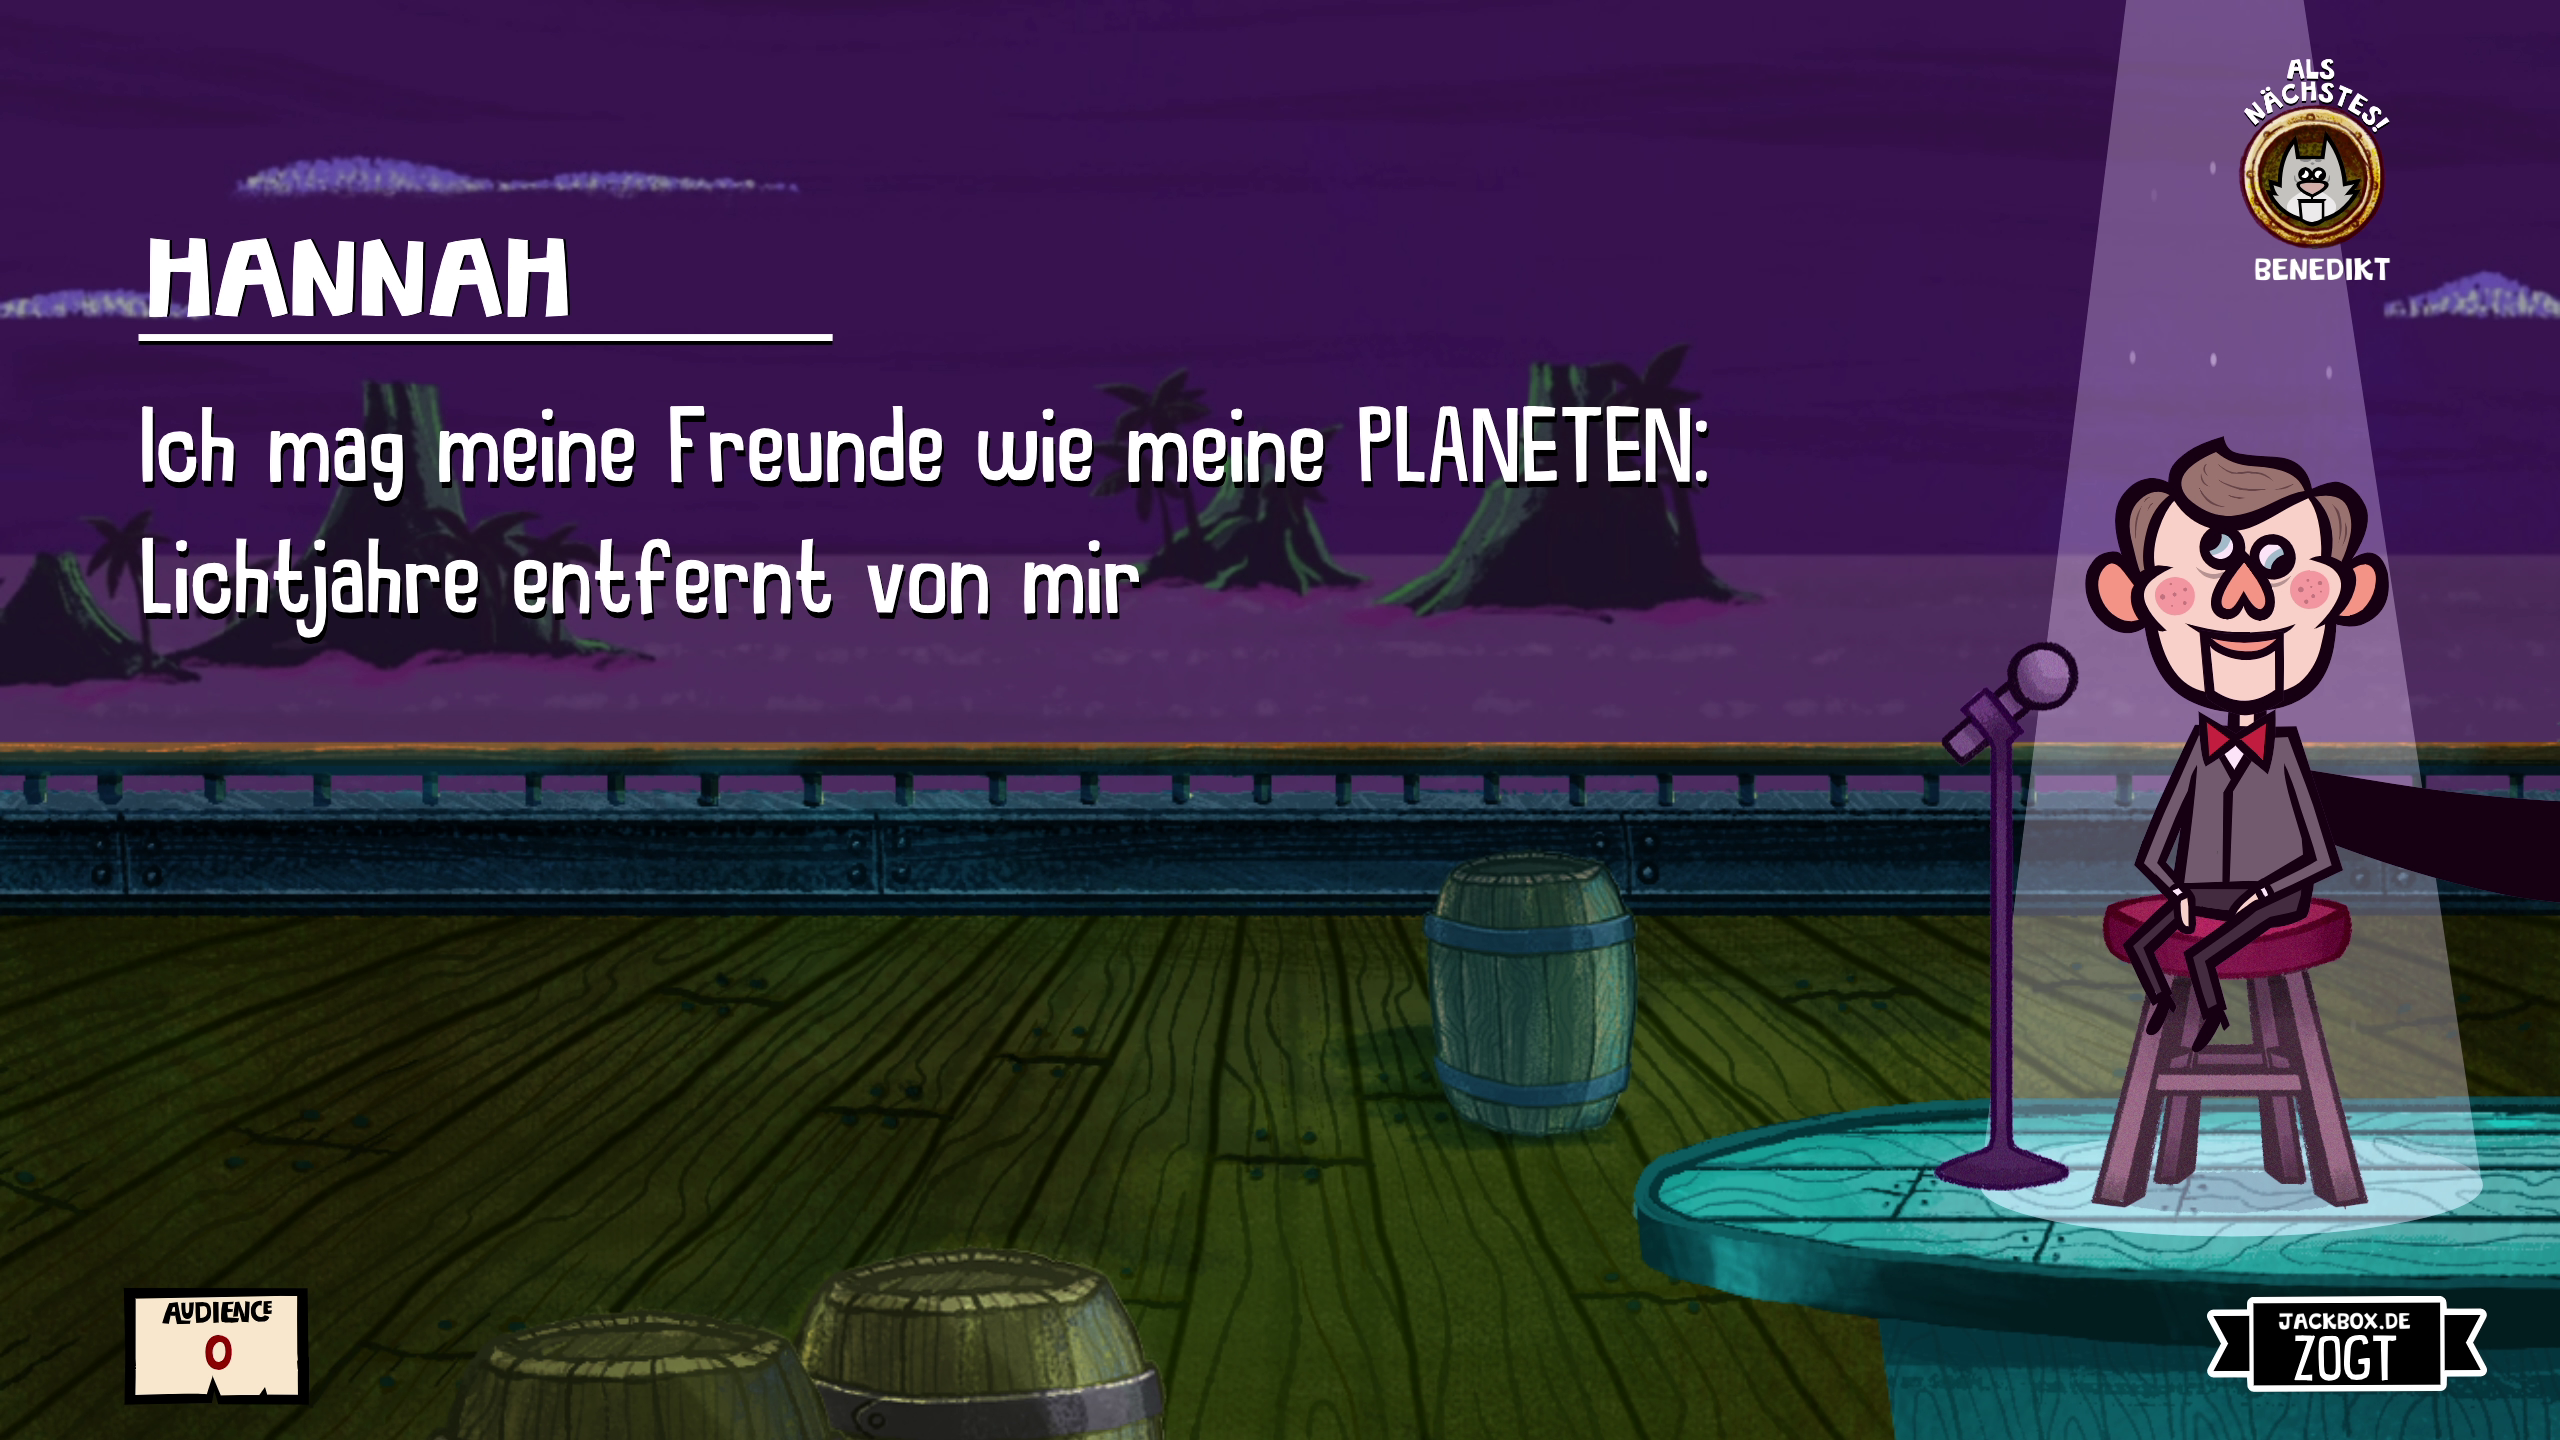 ALS
NÄCHSTES!
BENEDIKT
HANNAH
Ich mag meine Freunde wie meine PLANETEN:
Lichtjahre entfernt von mir
AUDIENCE
0
JACKBOX.DE
ZOGT